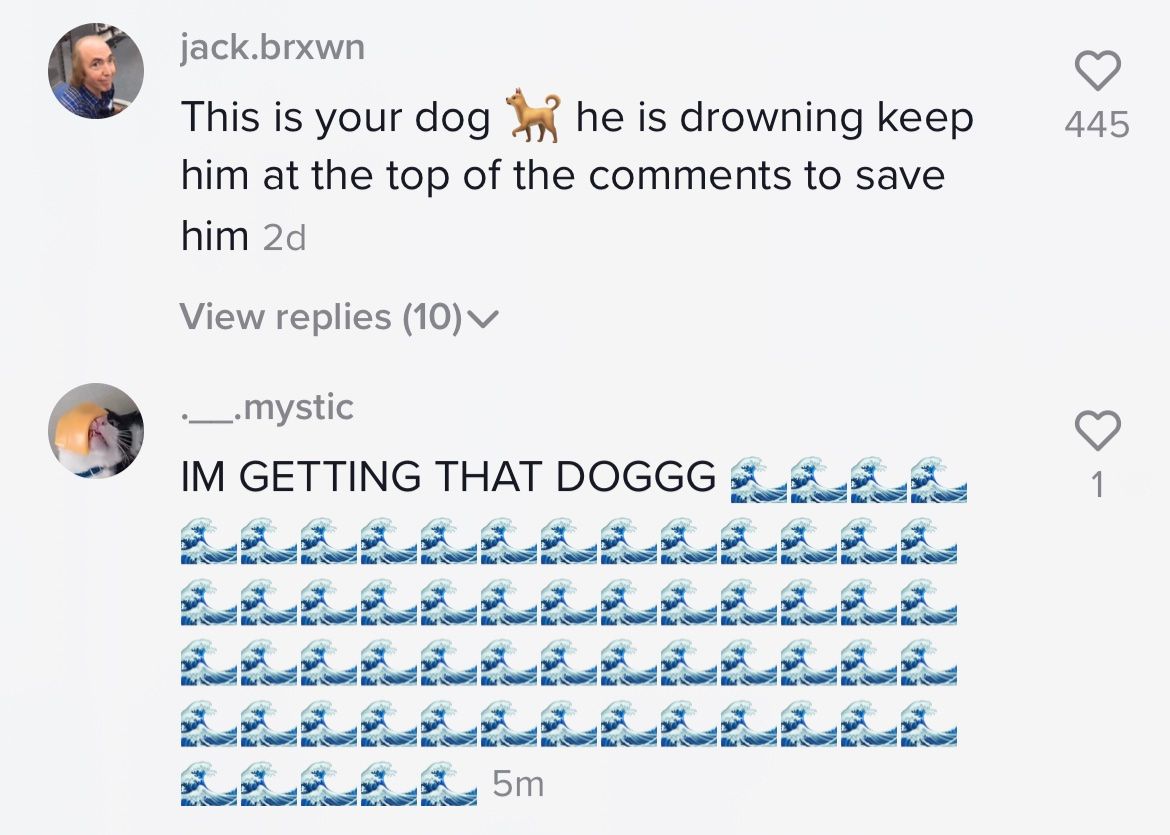 jack.brxwn
This is your dog 🐕 he is drowning keep
him at the top of the comments to save
him 2d
445
View replies (10)
.__.mystic
IM GETTING THAT DOGGG 🌊🌊🌊🌊
🌊🌊🌊🌊🌊🌊🌊🌊🌊🌊🌊🌊🌊
🌊🌊🌊🌊🌊🌊🌊🌊🌊🌊🌊🌊🌊
🌊🌊🌊🌊🌊🌊🌊🌊🌊🌊🌊🌊🌊
🌊🌊🌊🌊🌊🌊🌊🌊🌊🌊🌊🌊🌊
🌊🌊🌊🌊🌊 5m
1